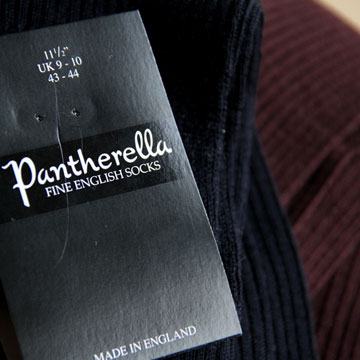 11½"
UK 9 - 10
43 - 44
Pantherella
FINE ENGLISH SOCKS
MADE IN ENGLAND